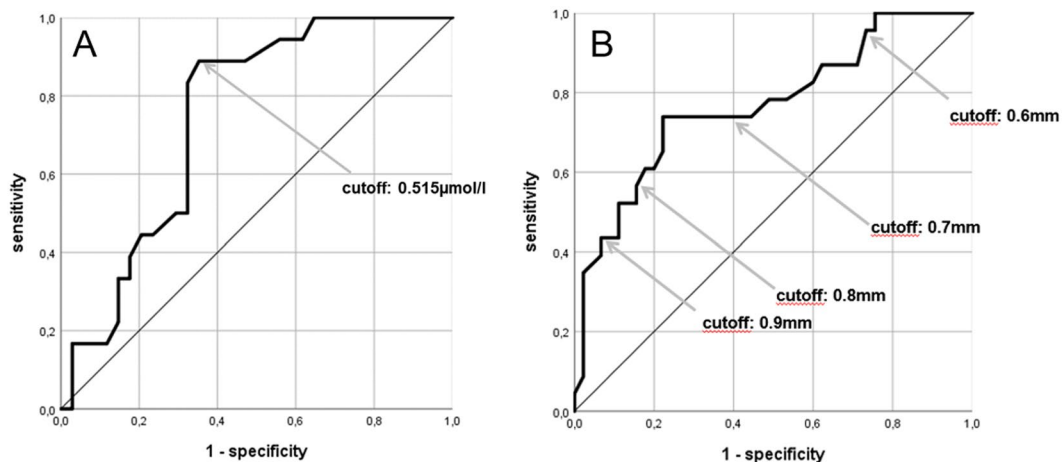 A
1,0
0,8
0,6
0,4
0,2
0,0
sensitivity
cutoff: 0.515µmol/l
0,0 0,2 0,4 0,6 0,8 1,0
1 - specificity
B
1,0
0,8
0,6
0,4
0,2
0,0
sensitivity
cutoff: 0.6mm
cutoff: 0.7mm
cutoff: 0.8mm
cutoff: 0.9mm
0,0 0,2 0,4 0,6 0,8 1,0
1 - specificity